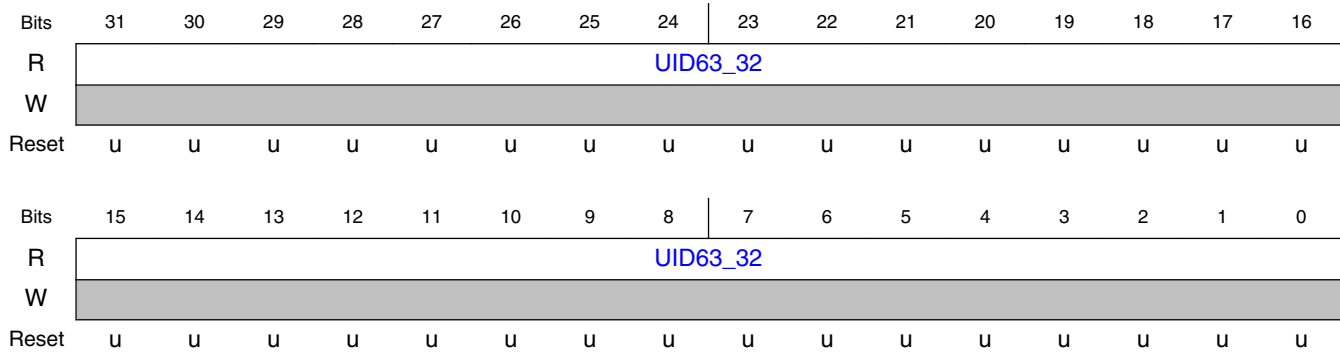 Bits 31 30 29 28 27 26 25 24 23 22 21 20 19 18 17 16
R UID63_32
W
Reset u u u u u u u u u u u u u u u u
Bits 15 14 13 12 11 10 9 8 7 6 5 4 3 2 1 0
R UID63_32
W
Reset u u u u u u u u u u u u u u u u